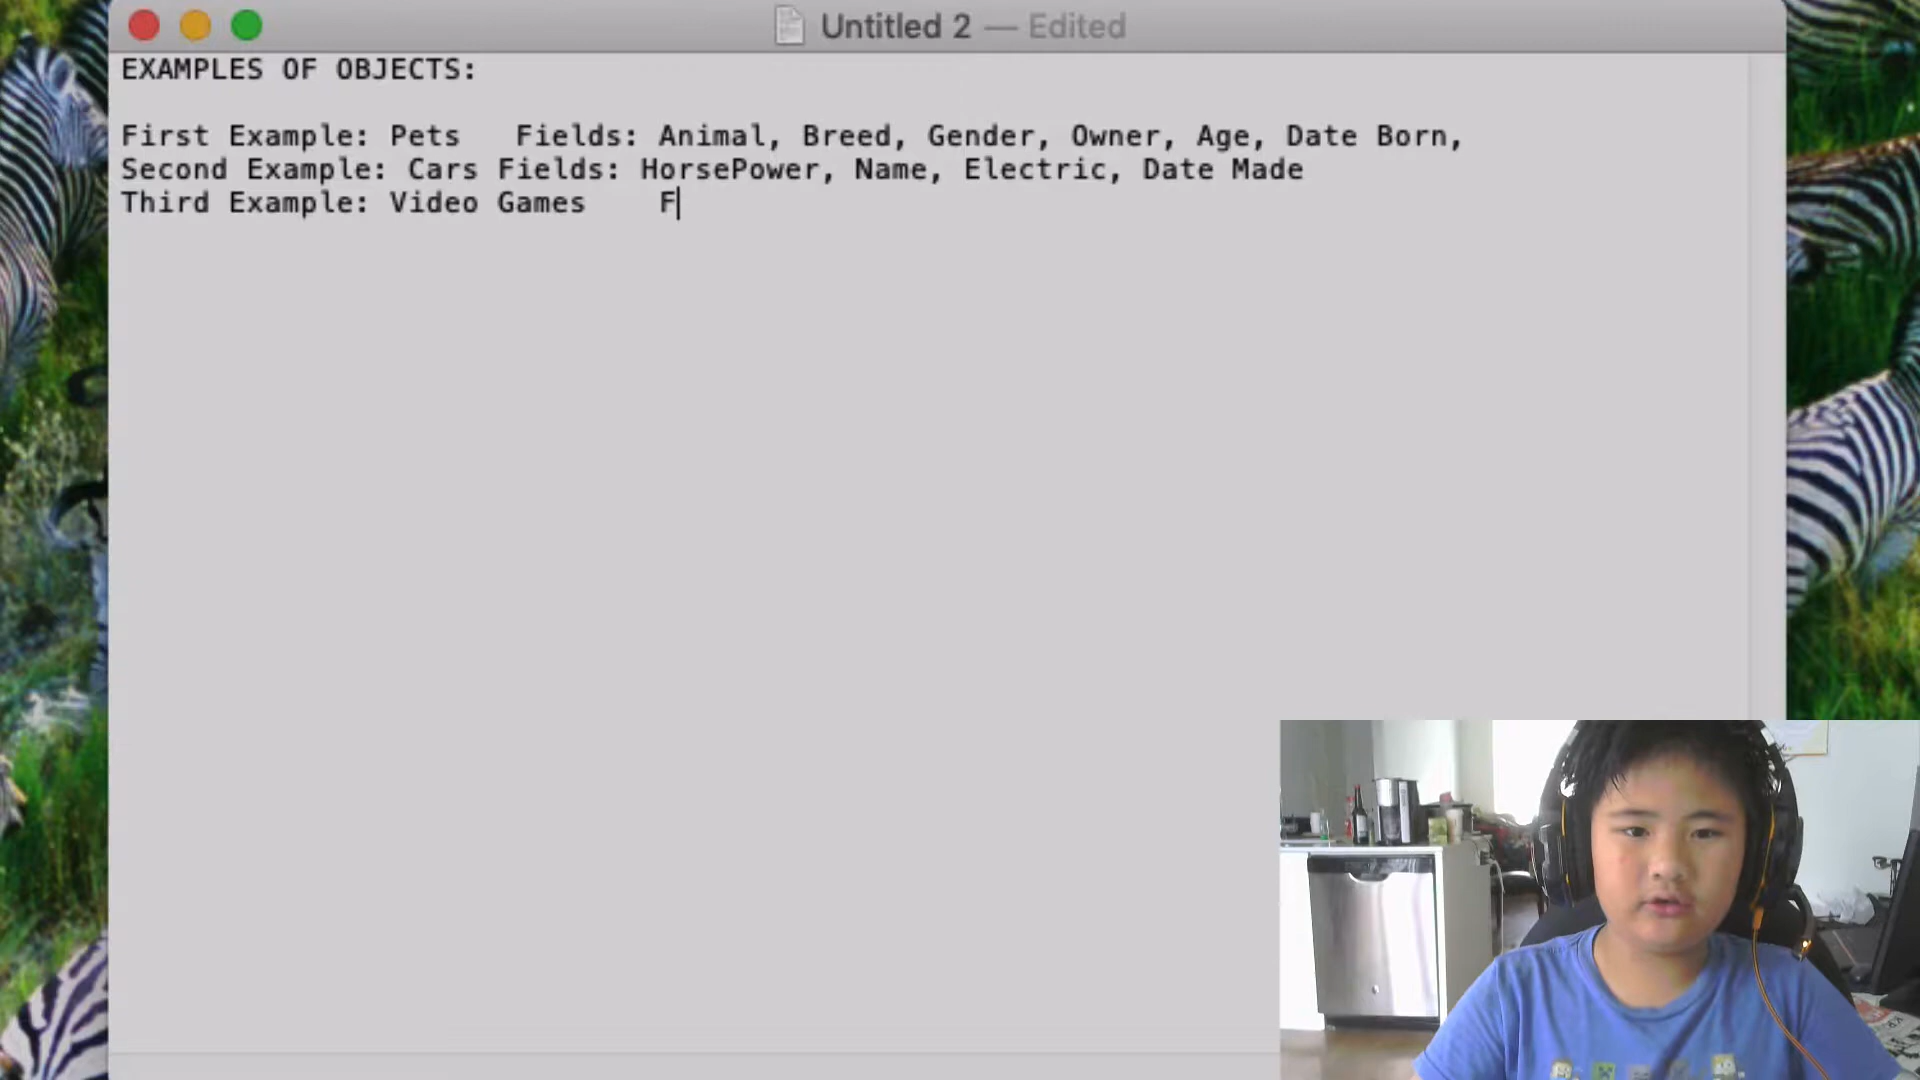 Untitled 2 — Edited
EXAMPLES OF OBJECTS:
First Example: Pets   Fields: Animal, Breed, Gender, Owner, Age, Date Born,
Second Example: Cars Fields: HorsePower, Name, Electric, Date Made
Third Example: Video Games    F